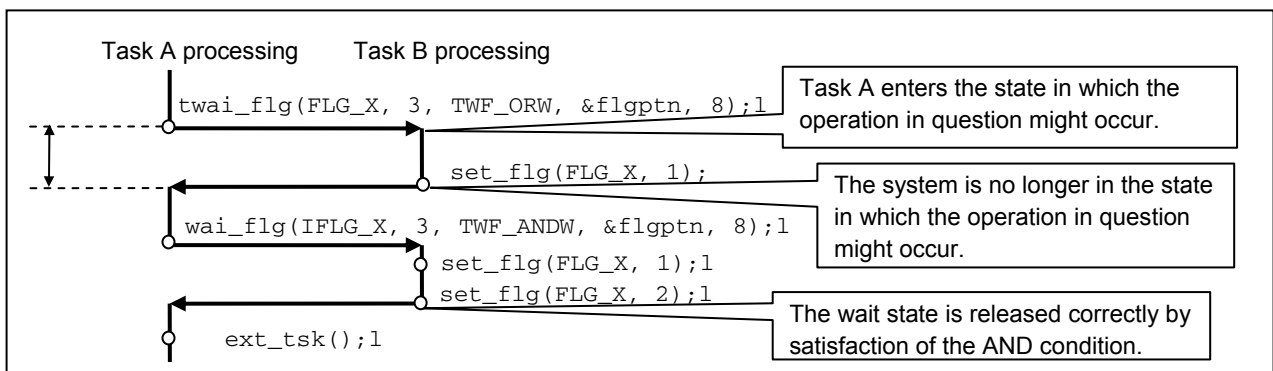 Task A processing
Task B processing
twai_flg(FLG_X, 3, TWF_ORW, &flgptn, 8);l
Task A enters the state in which the
operation in question might occur.
set_flg(FLG_X, 1);
The system is no longer in the state
in which the operation in question
might occur.
wai_flg(IFLG_X, 3, TWF_ANDW, &flgptn, 8);l
set_flg(FLG_X, 1);l
set_flg(FLG_X, 2);l
The wait state is released correctly by
satisfaction of the AND condition.
ext_tsk();l